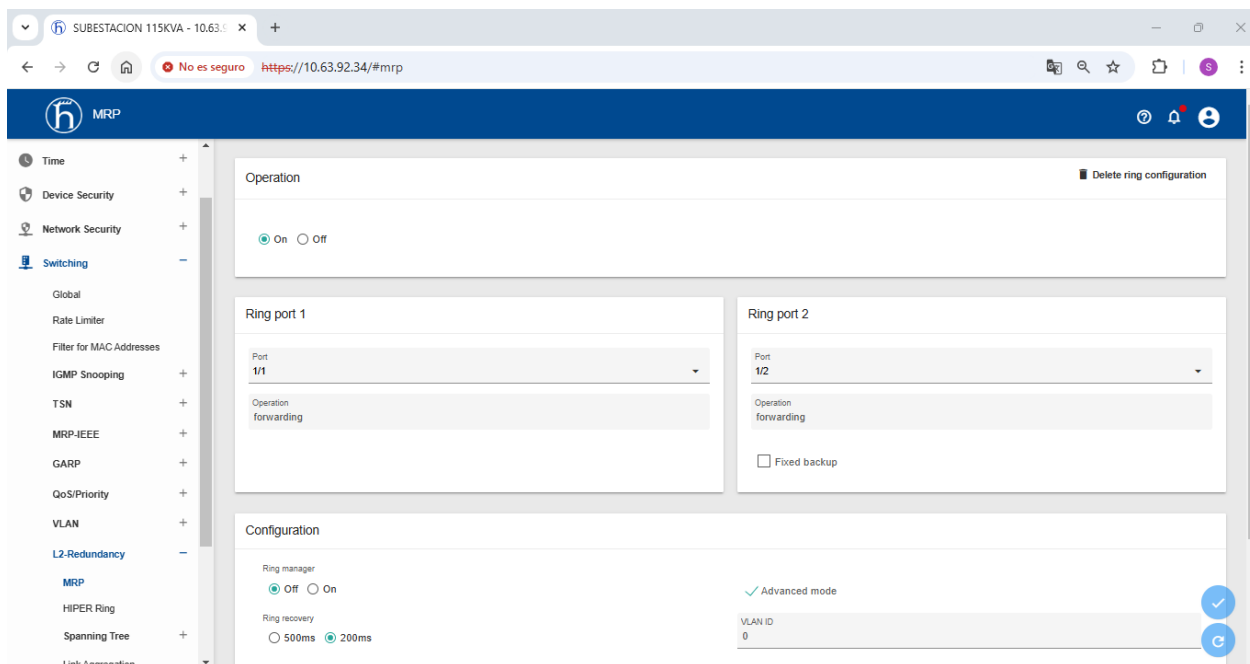 SUBESTACION 115KVA - 10.63.9
No es seguro https://10.63.92.34/#mrp
S
MRP
Time
Device Security
Network Security
Switching
Global
Rate Limiter
Filter for MAC Addresses
IGMP Snooping
TSN
MRP-IEEE
GARP
QoS/Priority
VLAN
L2-Redundancy
MRP
HIPER Ring
Spanning Tree
Link Aggregation
Operation
Delete ring configuration
On Off
Ring port 1
Port
1/1
Operation
forwarding
Ring port 2
Port
1/2
Operation
forwarding
Fixed backup
Configuration
Ring manager
Off On
Ring recovery
500ms 200ms
Advanced mode
VLAN ID
0